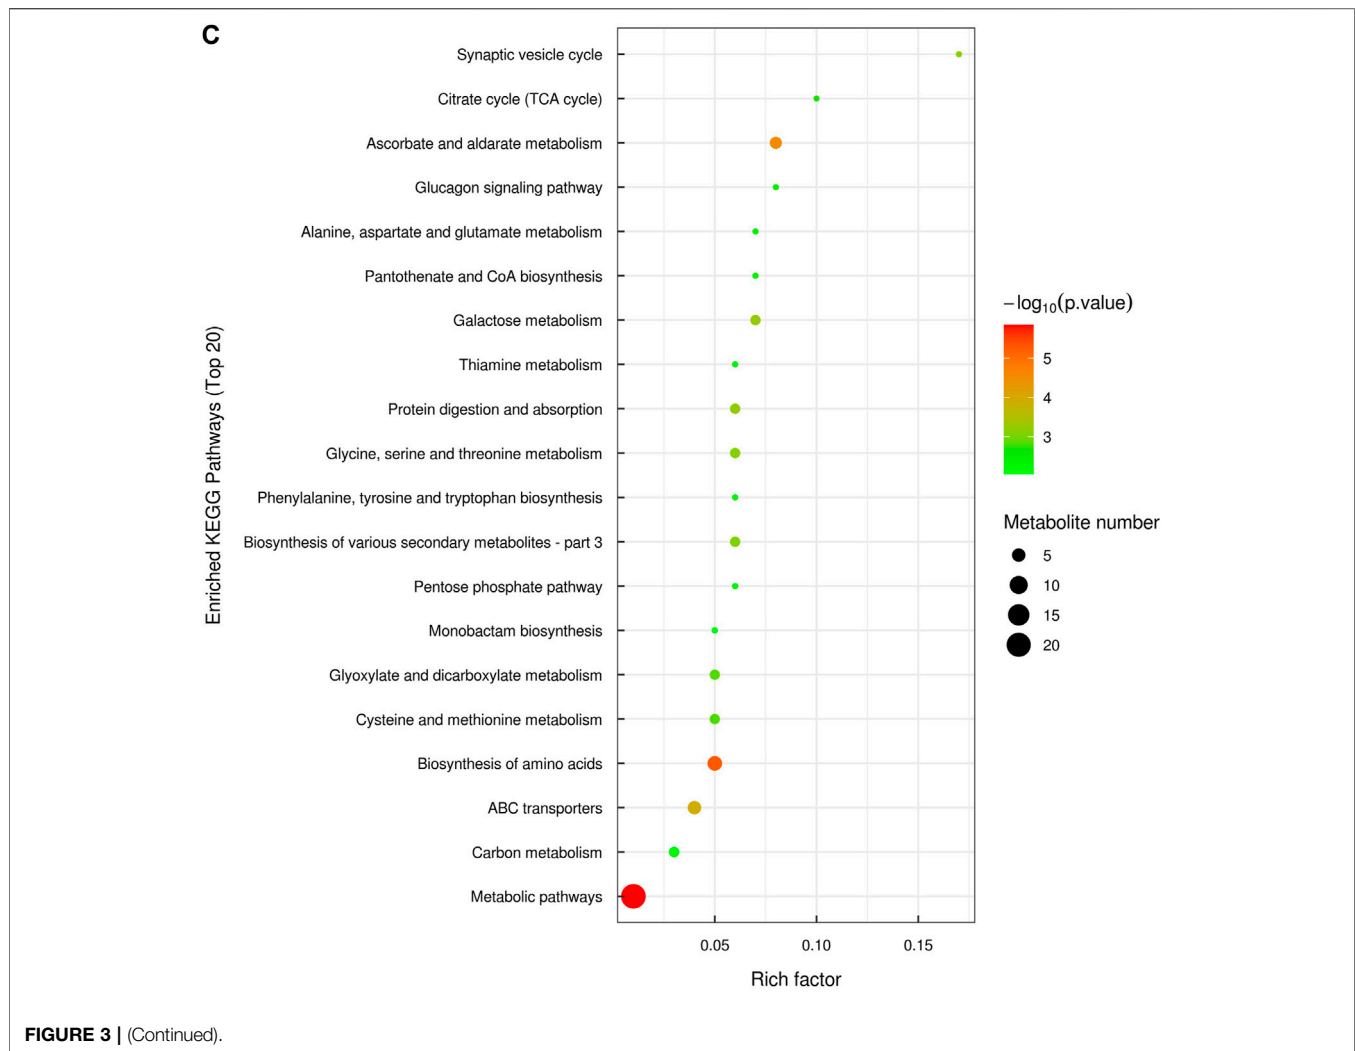 C
Synaptic vesicle cycle
Citrate cycle (TCA cycle)
Ascorbate and aldarate metabolism
Glucagon signaling pathway
Alanine, aspartate and glutamate metabolism
Pantothenate and CoA biosynthesis
Galactose metabolism
Thiamine metabolism
Protein digestion and absorption
Glycine, serine and threonine metabolism
Phenylalanine, tyrosine and tryptophan biosynthesis
Biosynthesis of various secondary metabolites - part 3
Pentose phosphate pathway
Monobactam biosynthesis
Glyoxylate and dicarboxylate metabolism
Cysteine and methionine metabolism
Biosynthesis of amino acids
ABC transporters
Carbon metabolism
Metabolic pathways
Enriched KEGG Pathways (Top 20)
0.05 0.10 0.15
Rich factor
−log₁₀(p.value)
5
4
3
Metabolite number
5
10
15
20
FIGURE 3 | (Continued).